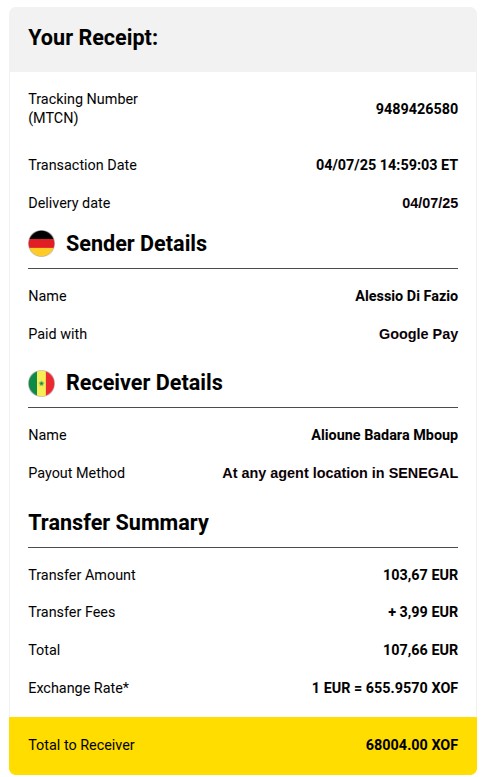 Your Receipt:
Tracking Number
(MTCN)
9489426580
Transaction Date 04/07/25 14:59:03 ET
Delivery date 04/07/25
Sender Details
Name Alessio Di Fazio
Paid with Google Pay
Receiver Details
Name Alioune Badara Mboup
Payout Method At any agent location in SENEGAL
Transfer Summary
Transfer Amount 103,67 EUR
Transfer Fees + 3,99 EUR
Total 107,66 EUR
Exchange Rate* 1 EUR = 655.9570 XOF
Total to Receiver 68004.00 XOF